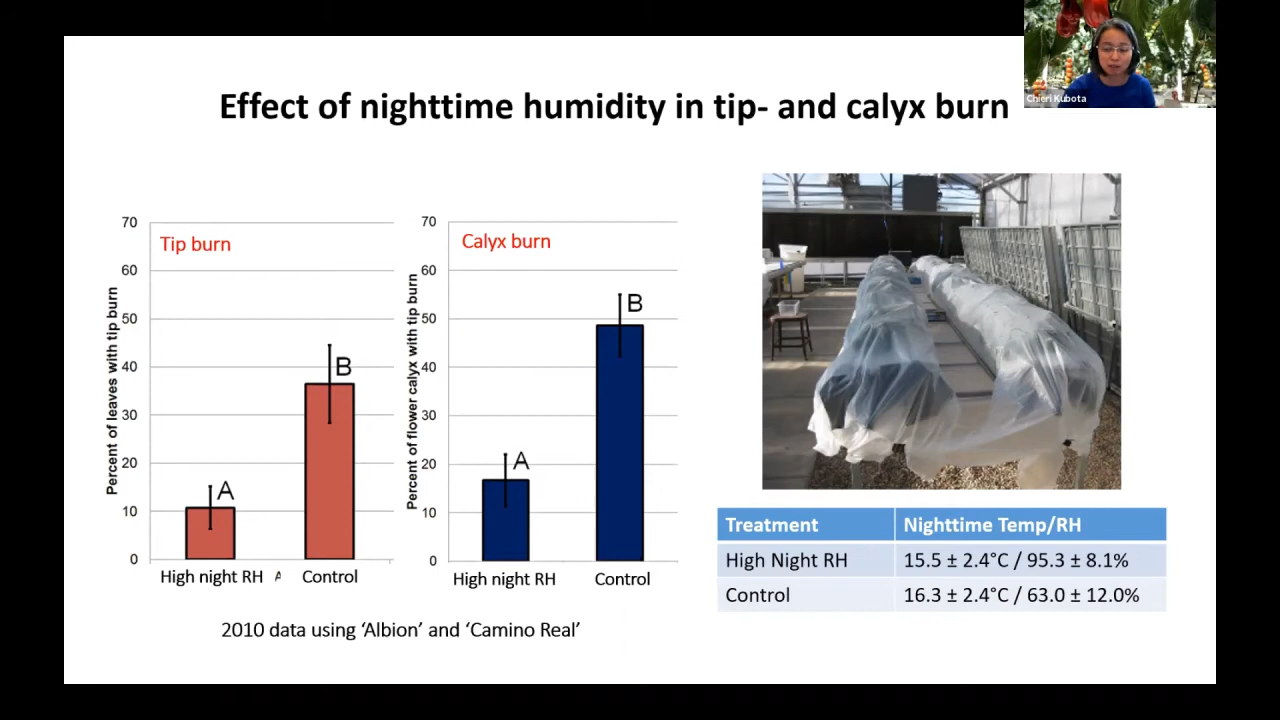 Chieri Kubota
Effect of nighttime humidity in tip- and calyx burn
70
60
50
40
30
20
10
0
Percent of leaves with tip burn
Tip burn
A
B
High night RH
A
Control
70
60
50
40
30
20
10
0
Percent of flower calyx with tip burn
Calyx burn
A
B
High night RH
Control
2010 data using ‘Albion’ and ‘Camino Real’
Treatment Nighttime Temp/RH
High Night RH 15.5 ± 2.4°C / 95.3 ± 8.1%
Control 16.3 ± 2.4°C / 63.0 ± 12.0%